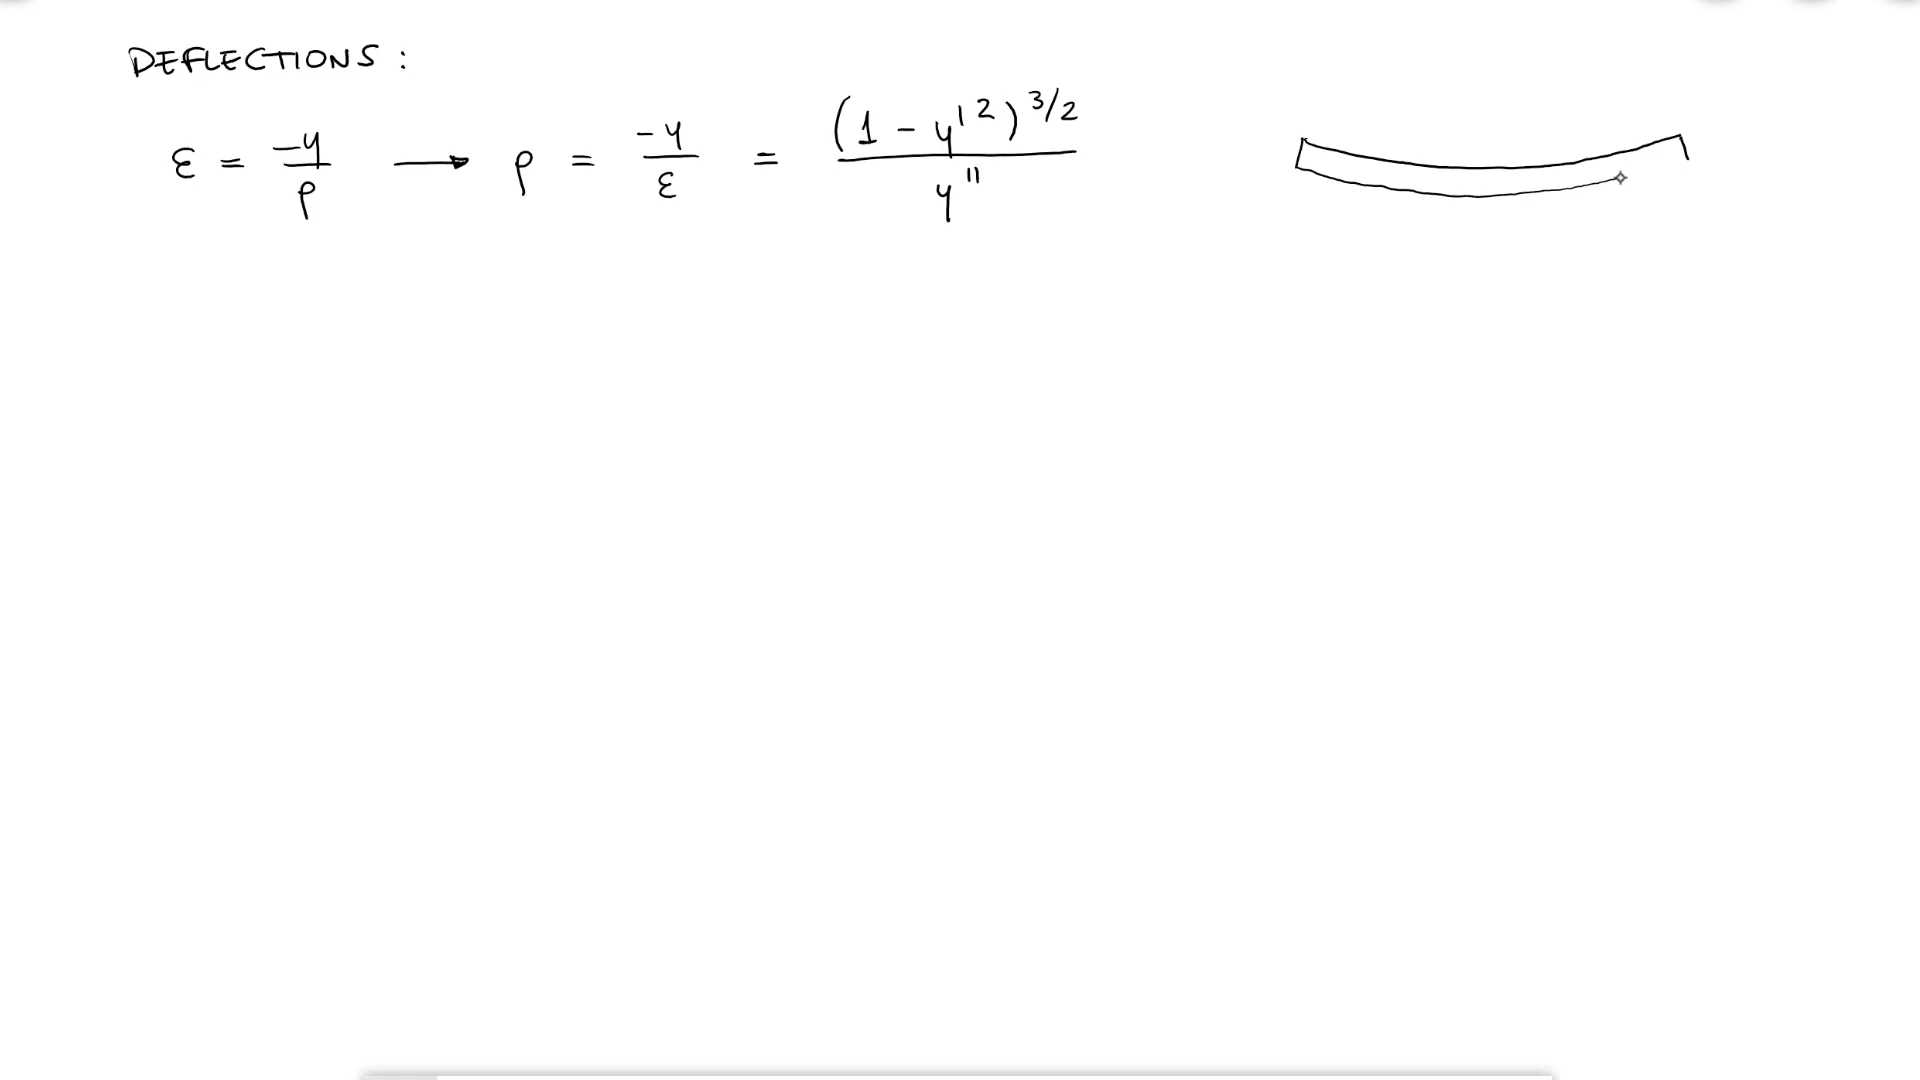 DEFLECTIONS :
ε = -y/ρ → ρ = -y/ε = (1 - y'²)^3/2 / y''